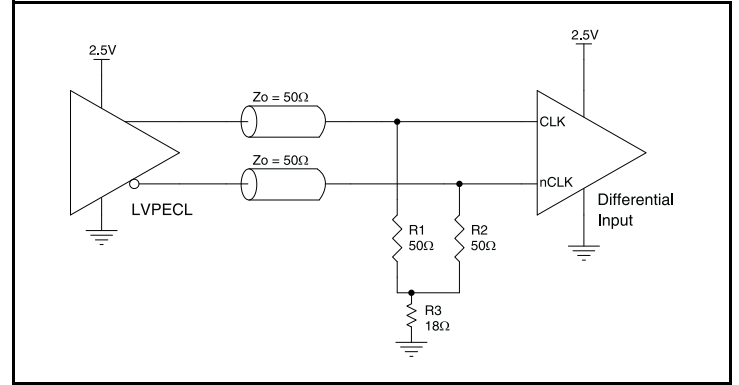 2.5V
2.5V
Zo = 50Ω
CLK
Zo = 50Ω
nCLK
LVPECL
Differential
Input
R1
50Ω
R2
50Ω
R3
18Ω